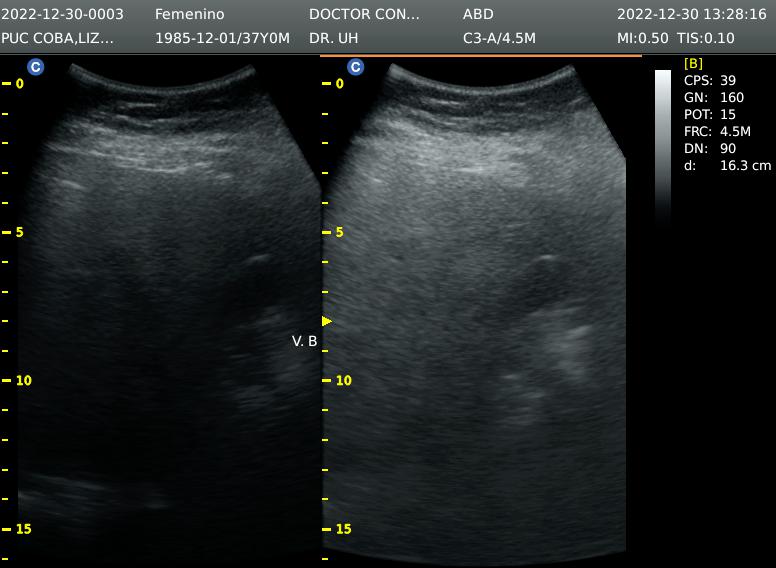 2022-12-30-0003 Femenino DOCTOR CON... ABD 2022-12-30 13:28:16
PUC COBA,LIZ... 1985-12-01/37Y0M DR. UH C3-A/4.5M MI:0.50 TIS:0.10
C C
[B]
0 0
CPS: 39
GN: 160
POT: 15
FRC: 4.5M
DN: 90
d: 16.3 cm
5 5
V. B
10 10
15 15